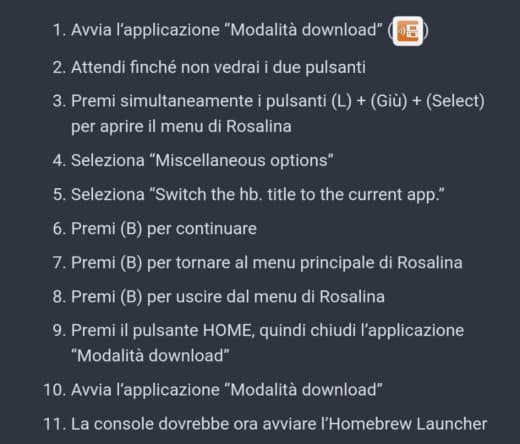 1. Avvia l’applicazione “Modalità download” ( )
2. Attendi finché non vedrai i due pulsanti
3. Premi simultaneamente i pulsanti (L) + (Giù) + (Select)
per aprire il menu di Rosalina
4. Seleziona “Miscellaneous options”
5. Seleziona “Switch the hb. title to the current app.”
6. Premi (B) per continuare
7. Premi (B) per tornare al menu principale di Rosalina
8. Premi (B) per uscire dal menu di Rosalina
9. Premi il pulsante HOME, quindi chiudi l’applicazione
“Modalità download”
10. Avvia l’applicazione “Modalità download”
11. La console dovrebbe ora avviare l’Homebrew Launcher